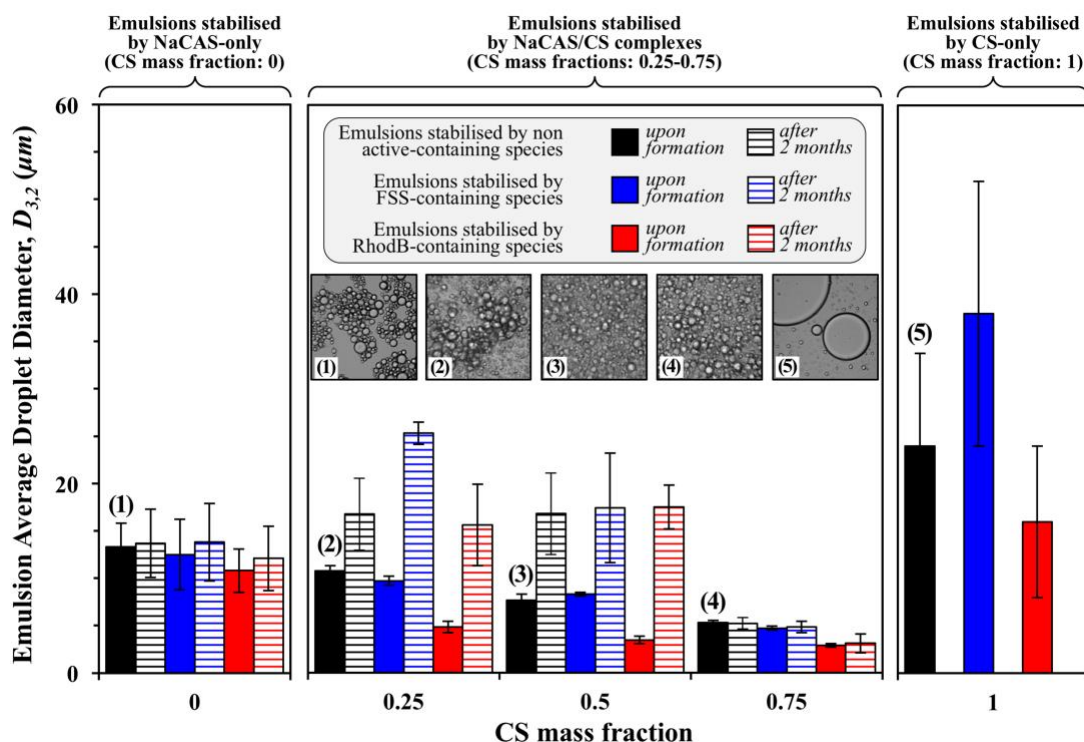 Emulsions stabilised
by NaCAS-only
(CS mass fraction: 0)
Emulsions stabilised
by NaCAS/CS complexes
(CS mass fractions: 0.25-0.75)
Emulsions stabilised
by CS-only
(CS mass fraction: 1)
Emulsion Average Droplet Diameter, D3,2 (μm)
60
40
20
0
Emulsions stabilised by non
active-containing species
upon
formation
after
2 months
Emulsions stabilised by
FSS-containing species
upon
formation
after
2 months
Emulsions stabilised by
RhodB-containing species
upon
formation
after
2 months
(1)
(2)
(3)
(4)
(5)
(1)
(2)
(3)
(4)
(5)
0
0.25
0.5
0.75
1
CS mass fraction